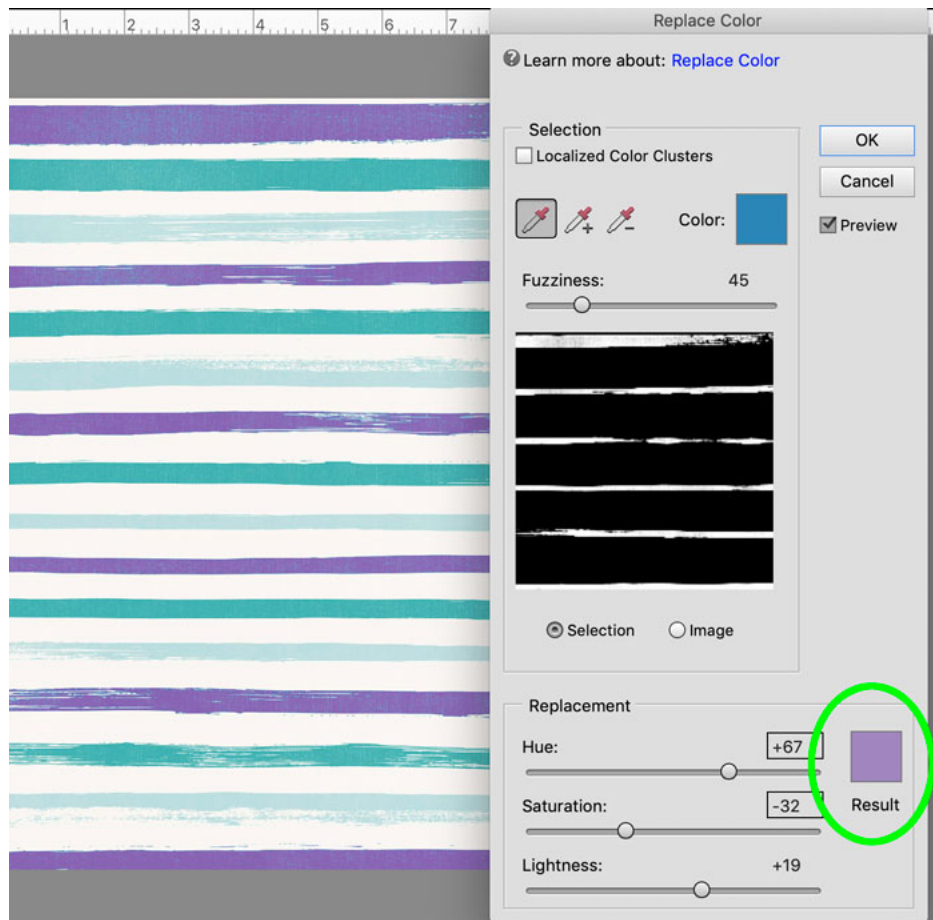 1 2 3 4 5 6 7
Replace Color
Learn more about: Replace Color
Selection
Localized Color Clusters
OK
Cancel
Color:
Preview
Fuzziness: 45
Selection Image
Replacement
Hue: +67
Saturation: -32 Result
Lightness: +19